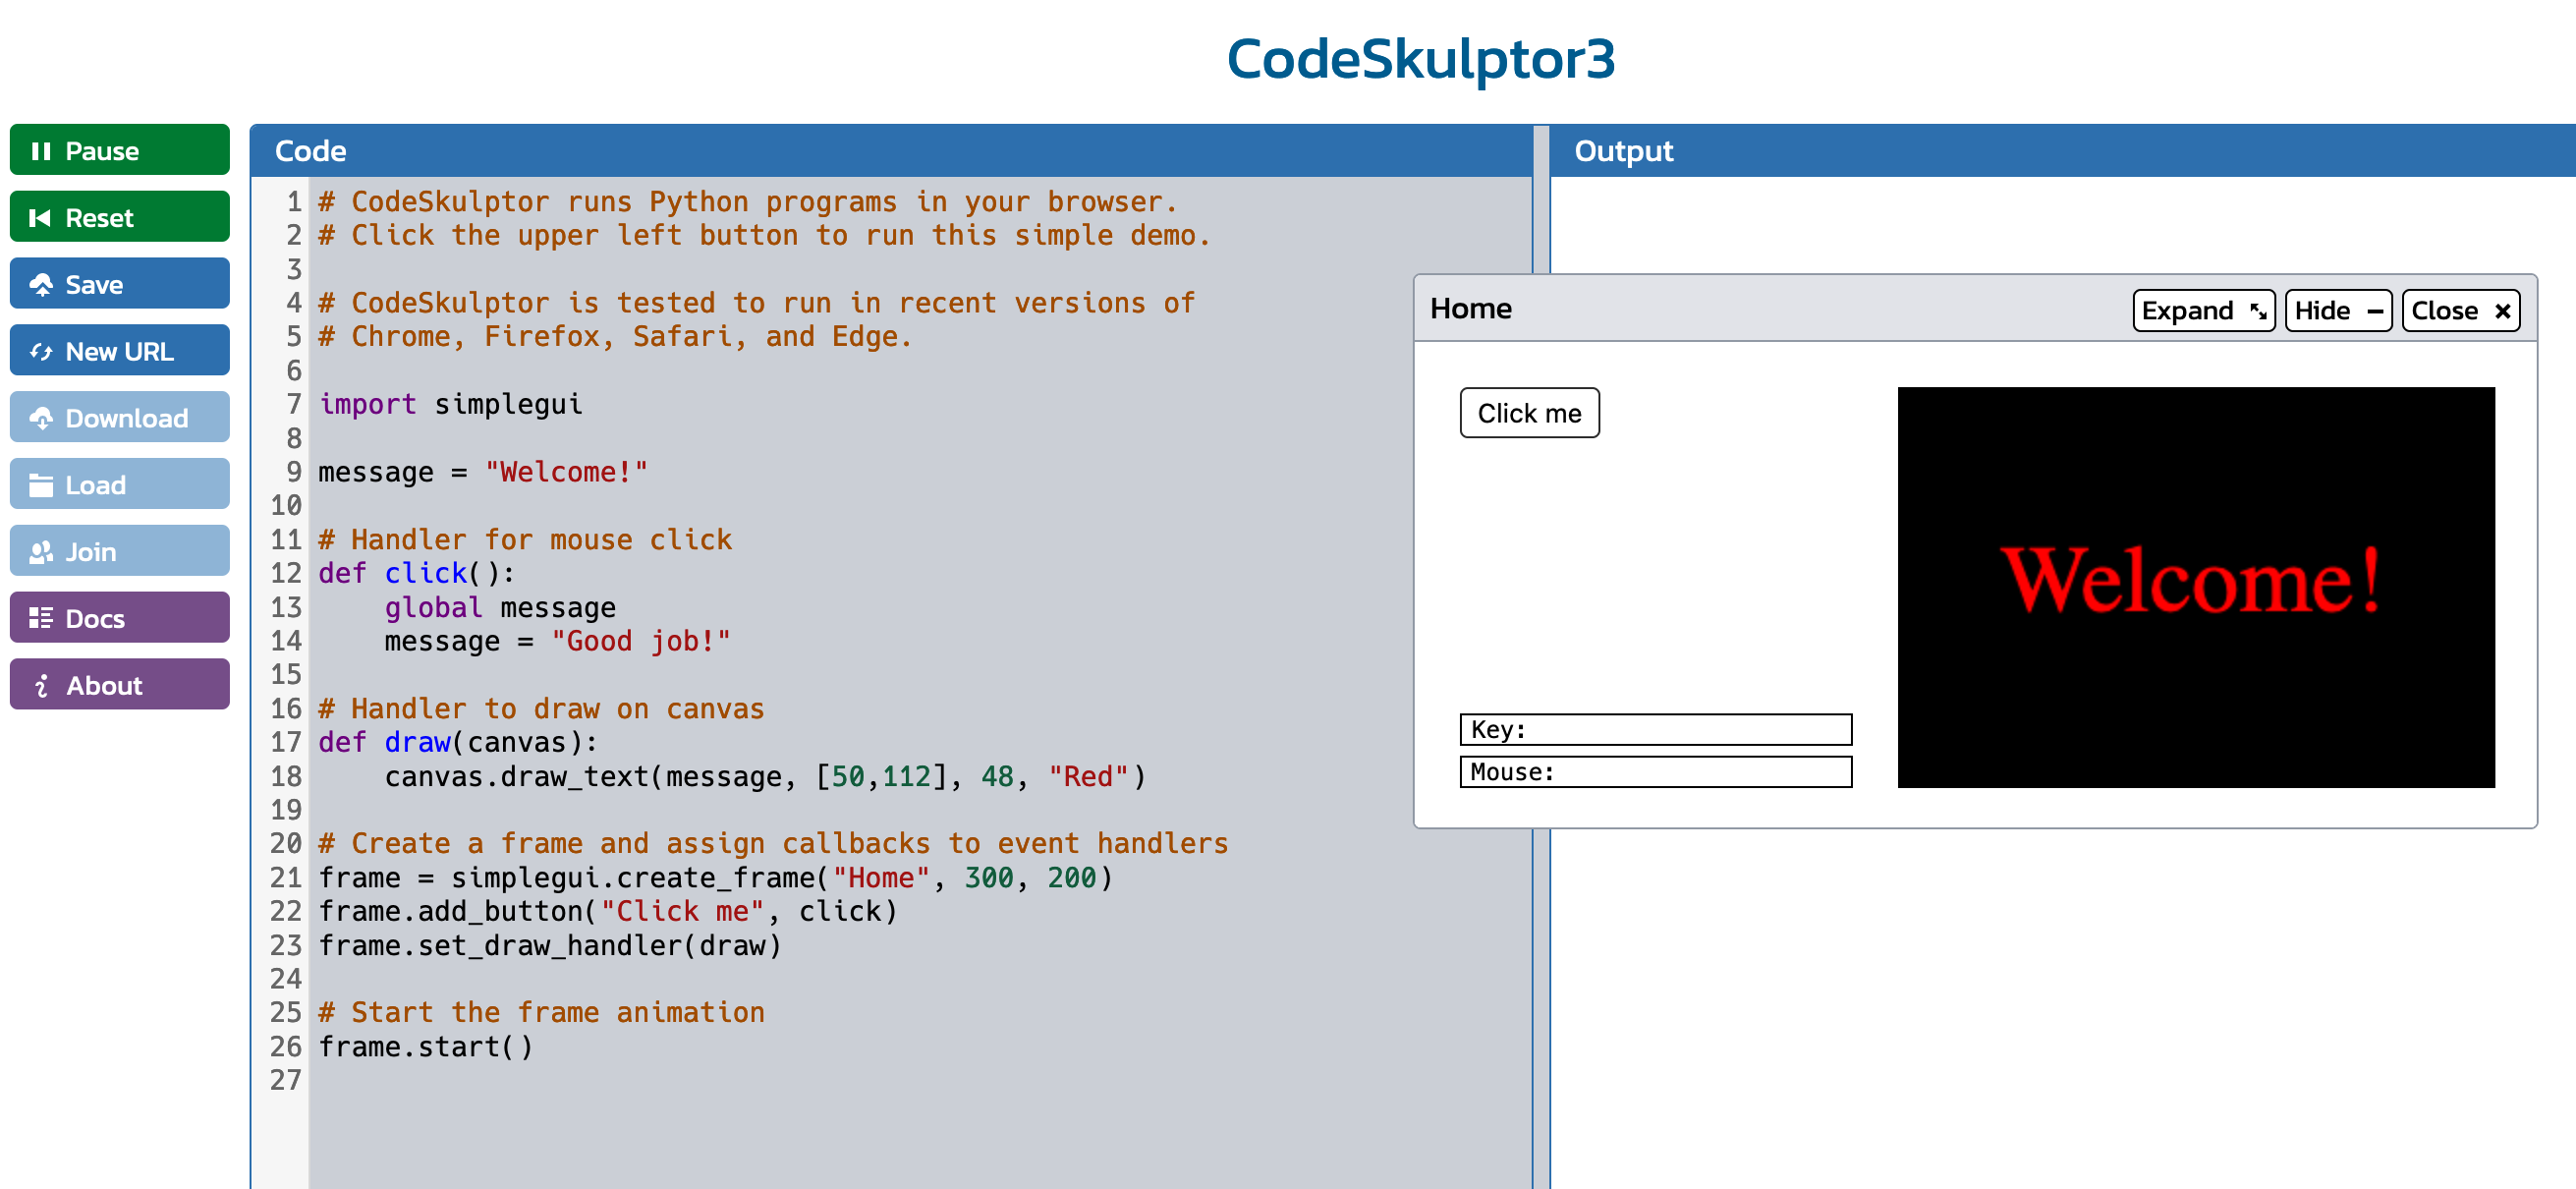 CodeSkulptor3
Pause
Reset
Save
New URL
Download
Load
Join
Docs
About
Code
1 # CodeSkulptor runs Python programs in your browser.
2 # Click the upper left button to run this simple demo.
3
4 # CodeSkulptor is tested to run in recent versions of
5 # Chrome, Firefox, Safari, and Edge.
6
7 import simplegui
8
9 message = "Welcome!"
10
11 # Handler for mouse click
12 def click():
13     global message
14     message = "Good job!"
15
16 # Handler to draw on canvas
17 def draw(canvas):
18     canvas.draw_text(message, [50,112], 48, "Red")
19
20 # Create a frame and assign callbacks to event handlers
21 frame = simplegui.create_frame("Home", 300, 200)
22 frame.add_button("Click me", click)
23 frame.set_draw_handler(draw)
24
25 # Start the frame animation
26 frame.start()
27
Output
Home Expand Hide Close
Click me
Welcome!
Key:
Mouse: